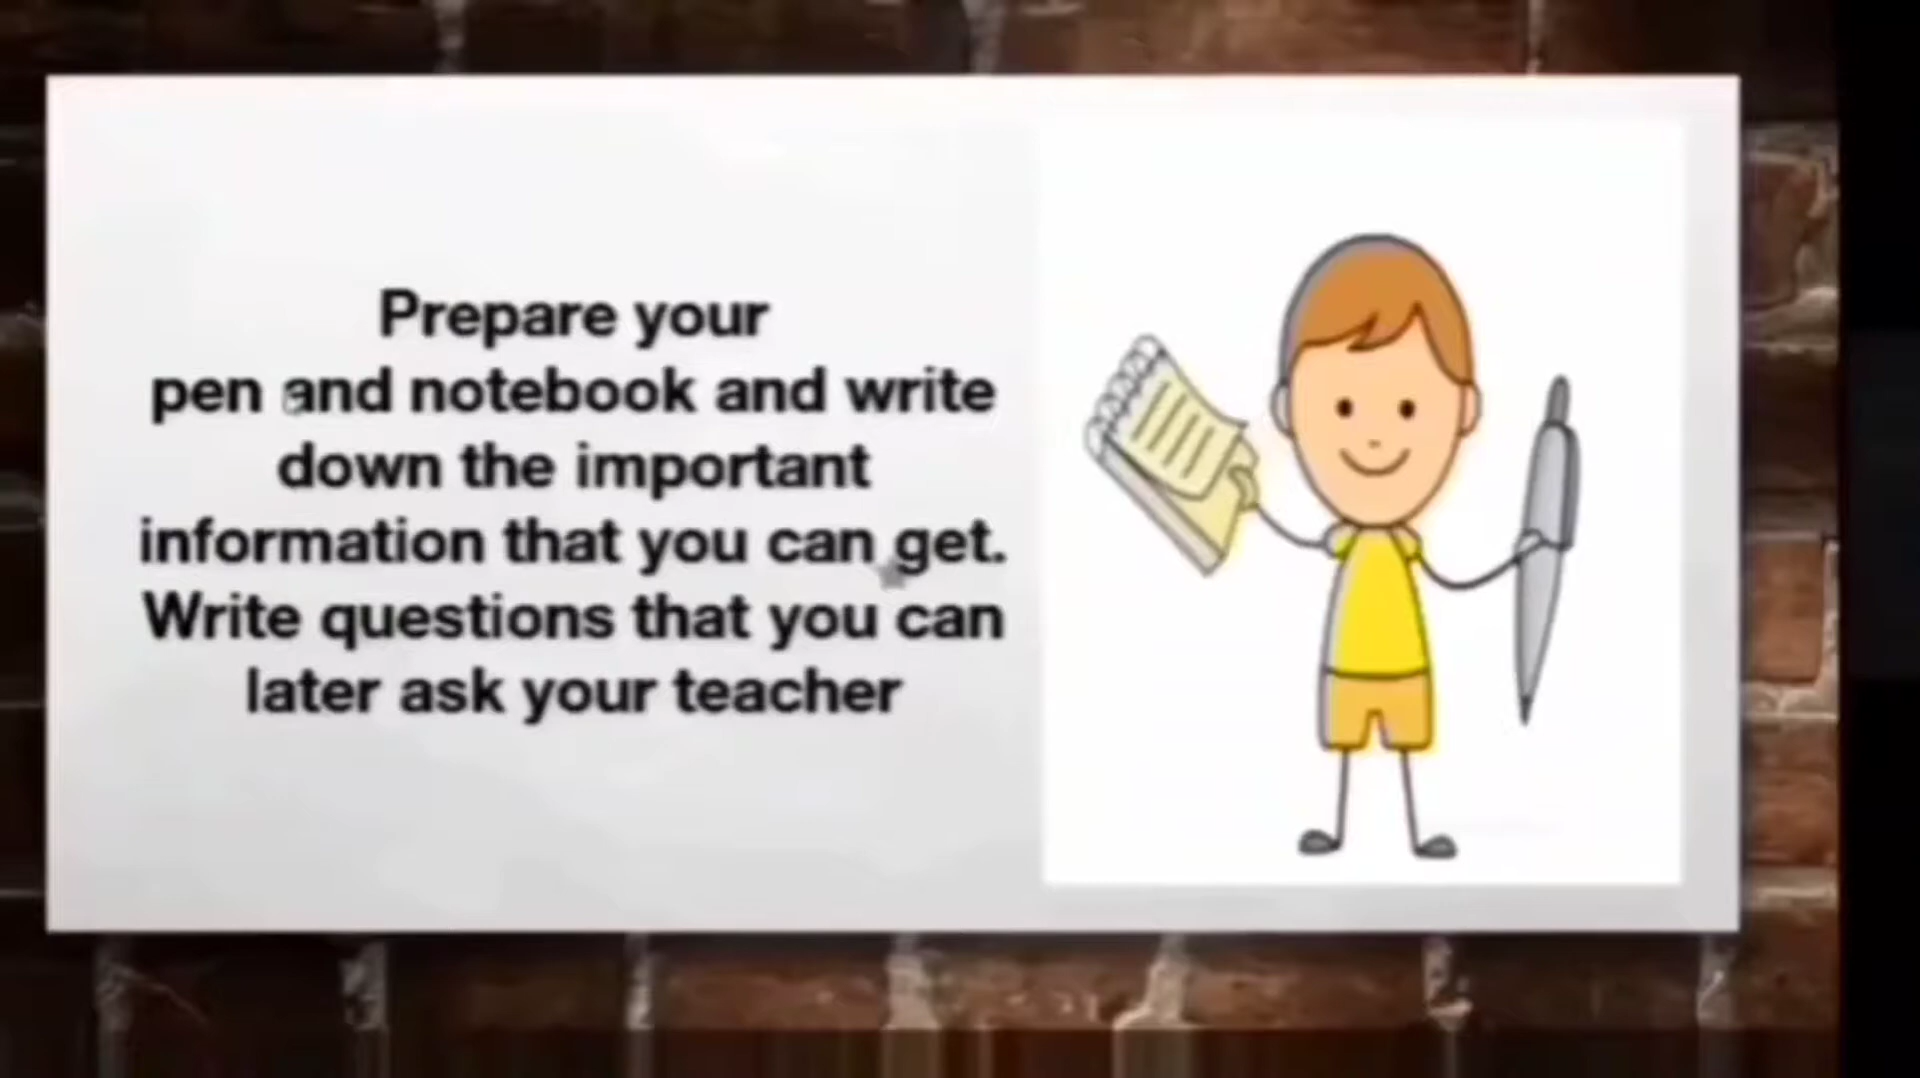 Prepare your
pen and notebook and write
down the important
information that you can get.
Write questions that you can
later ask your teacher